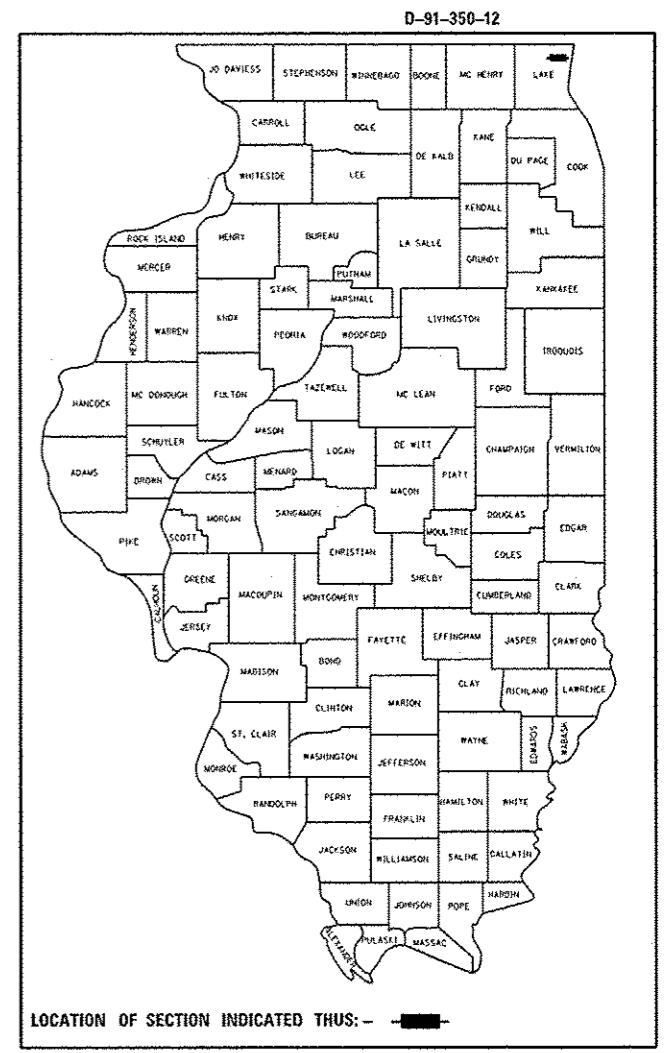 D-91-350-12
JO DAVIESS STEPHENSON WINNEBAGO BOONE MC HENRY LAKE
CARROLL OGLE DE KALB KANE DU PAGE COOK
WHITESIDE LEE KENDALL WILL
ROCK ISLAND HENRY BUREAU LA SALLE GRUNDY
MERCER PUTNAM KANKAKEE
STARK MARSHALL
HENDERSON WARREN KNOX PEORIA WOODFORD LIVINGSTON IROQUOIS
HANCOCK MC DONOUGH FULTON TAZEWELL MC LEAN FORD
SCHUYLER MASON LOGAN DE WITT CHAMPAIGN VERMILION
ADAMS BROWN CASS MENARD PIATT
MACON
PIKE SCOTT MORGAN SANGAMON MOULTRIE DOUGLAS EDGAR
CHRISTIAN COLES
CALHOUN GREENE MACOUPIN MONTGOMERY SHELBY CUMBERLAND CLARK
JERSEY FAYETTE EFFINGHAM JASPER CRAWFORD
MADISON BOND CLAY RICHLAND LAWRENCE
CLINTON MARION
ST. CLAIR WASHINGTON JEFFERSON WAYNE EDWARDS WABASH
MONROE
RANDOLPH PERRY HAMILTON WHITE
FRANKLIN
JACKSON WILLIAMSON SALINE GALLATIN
UNION JOHNSON POPE HARDIN
ALEXANDER PULASKI MASSAC
LOCATION OF SECTION INDICATED THUS: –